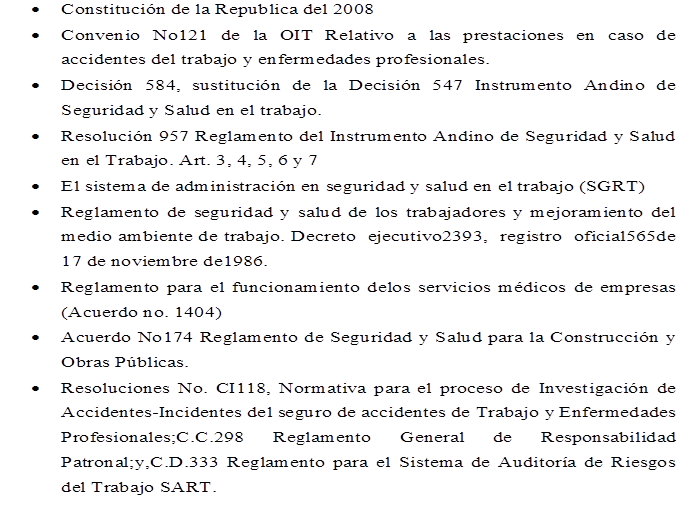 • Constitución de la Republica del 2008
• Convenio No121 de la OIT Relativo a las prestaciones en caso de
accidentes del trabajo y enfermedades profesionales.
• Decisión 584, sustitución de la Decisión 547 Instrumento Andino de
Seguridad y Salud en el trabajo.
• Resolución 957 Reglamento del Instrumento Andino de Seguridad y Salud
en el Trabajo. Art. 3, 4, 5, 6 y 7
• El sistema de administración en seguridad y salud en el trabajo (SGRT)
• Reglamento de seguridad y salud de los trabajadores y mejoramiento del
medio ambiente de trabajo. Decreto ejecutivo2393, registro oficial565de
17 de noviembre de1986.
• Reglamento para el funcionamiento delos servicios médicos de empresas
(Acuerdo no. 1404)
• Acuerdo No174 Reglamento de Seguridad y Salud para la Construcción y
Obras Públicas.
• Resoluciones No. CI118, Normativa para el proceso de Investigación de
Accidentes-Incidentes del seguro de accidentes de Trabajo y Enfermedades
Profesionales;C.C.298 Reglamento General de Responsabilidad
Patronal;y,C.D.333 Reglamento para el Sistema de Auditoría de Riesgos
del Trabajo SART.